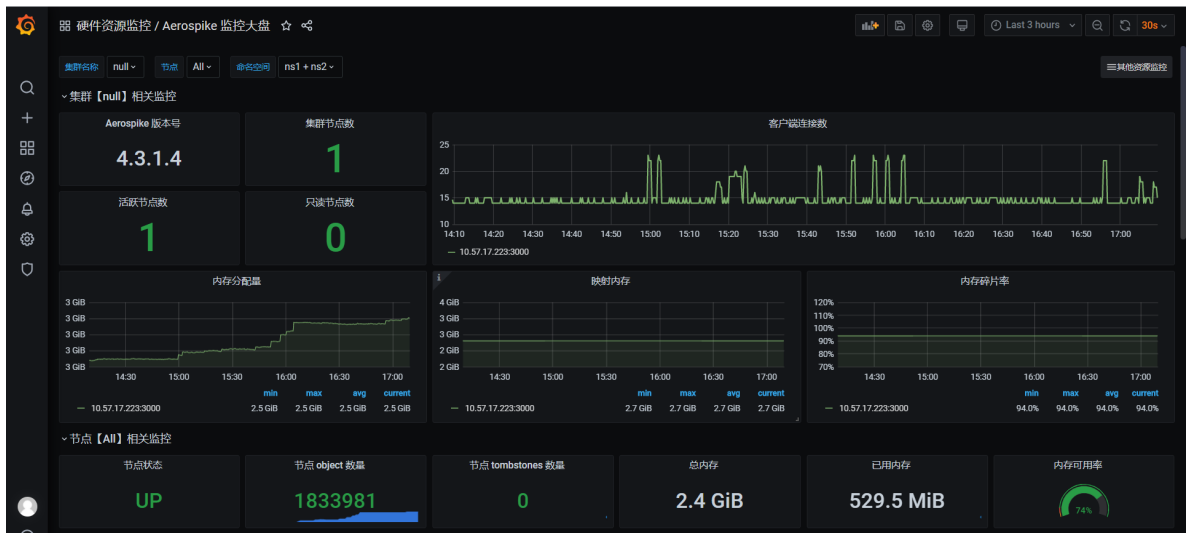 硬件资源监控 / Aerospike 监控大盘
Last 3 hours
30s
集群名称 null 节点 All 命名空间 ns1 + ns2
其他资源监控
集群【null】相关监控
Aerospike 版本号
4.3.1.4
集群节点数
1
活跃节点数
1
只读节点数
0
客户端连接数
25
20
15
10
14:10 14:20 14:30 14:40 14:50 15:00 15:10 15:20 15:30 15:40 15:50 16:00 16:10 16:20 16:30 16:40 16:50 17:00
10.57.17.223:3000
内存分配量
3 GiB
3 GiB
3 GiB
3 GiB
3 GiB
14:30 15:00 15:30 16:00 16:30 17:00
min max avg current
10.57.17.223:3000 2.5 GiB 2.5 GiB 2.5 GiB 2.5 GiB
映射内存
4 GiB
3 GiB
3 GiB
2 GiB
2 GiB
14:30 15:00 15:30 16:00 16:30 17:00
min max avg current
10.57.17.223:3000 2.7 GiB 2.7 GiB 2.7 GiB 2.7 GiB
内存碎片率
120%
110%
100%
90%
80%
70%
14:30 15:00 15:30 16:00 16:30 17:00
min max avg current
10.57.17.223:3000 94.0% 94.0% 94.0% 94.0%
节点【All】相关监控
节点状态
UP
节点 object 数量
1833981
节点 tombstones 数量
0
总内存
2.4 GiB
已用内存
529.5 MiB
内存可用率
74%